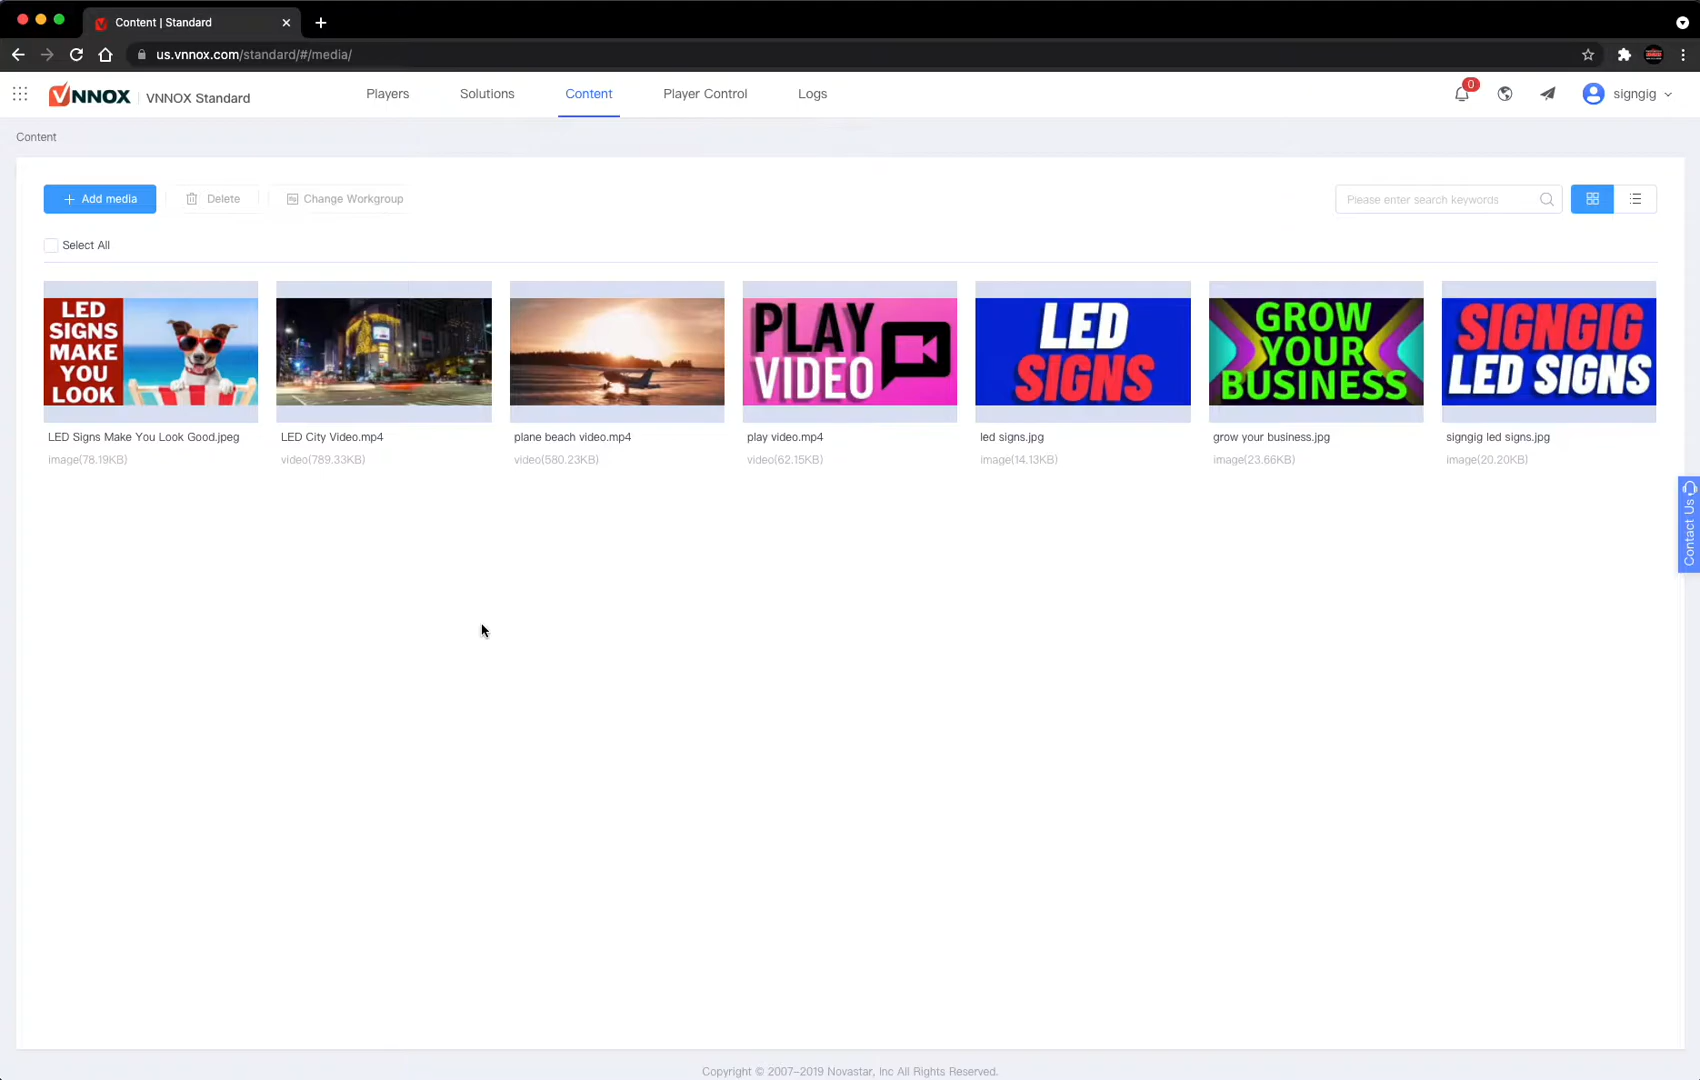 Content | Standard
us.vnnox.com/standard/#/media/
VNNOX
VNNOX Standard
Players
Solutions
Content
Player Control
Logs
0
signgig
Content
Add media
Delete
Change Workgroup
Please enter search keywords
Select All
LED
SIGNS
MAKE
YOU
LOOK
PLAY
VIDEO
LED
SIGNS
GROW
YOUR
BUSINESS
SIGNGIG
LED SIGNS
LED Signs Make You Look Good.jpeg
image(78.19KB)
LED City Video.mp4
video(789.33KB)
plane beach video.mp4
video(580.23KB)
play video.mp4
video(62.15KB)
led signs.jpg
image(14.13KB)
grow your business.jpg
image(23.66KB)
signgig led signs.jpg
image(20.20KB)
Contact Us
Copyright © 2007-2019 Novastar, Inc All Rights Reserved.